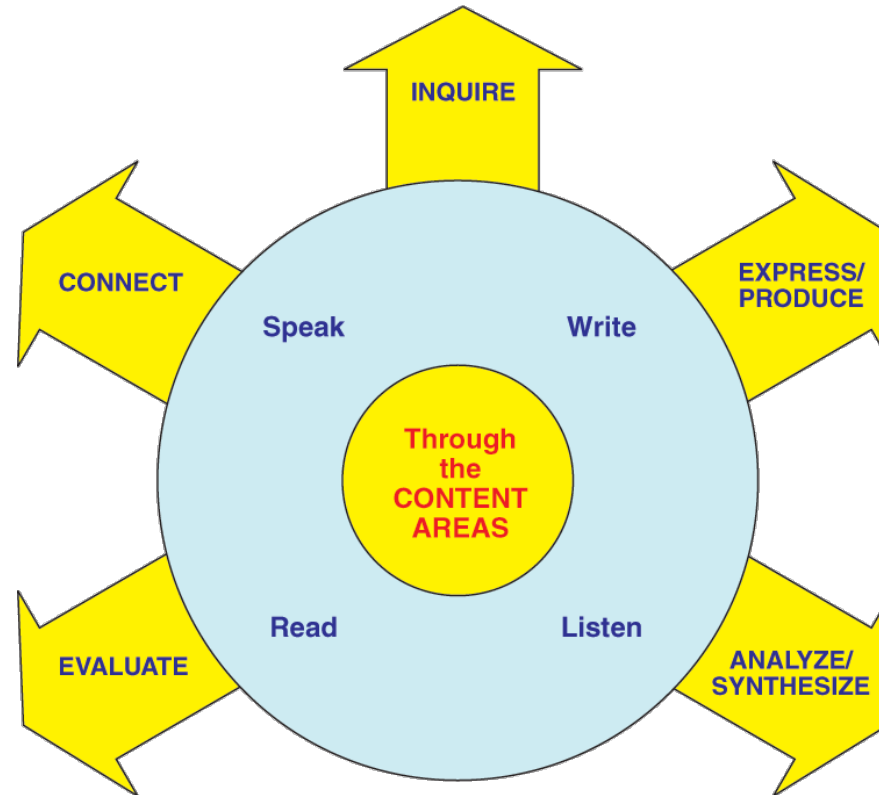 INQUIRE
CONNECT
EXPRESS/
PRODUCE
Speak
Write
Through
the
CONTENT
AREAS
Read
Listen
EVALUATE
ANALYZE/
SYNTHESIZE